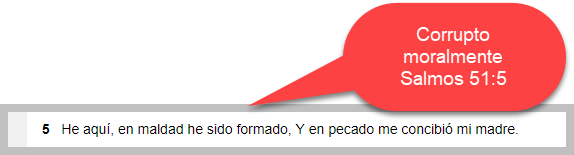 Corrupto
moralmente
Salmos 51:5
5 He aquí, en maldad he sido formado, Y en pecado me concibió mi madre.